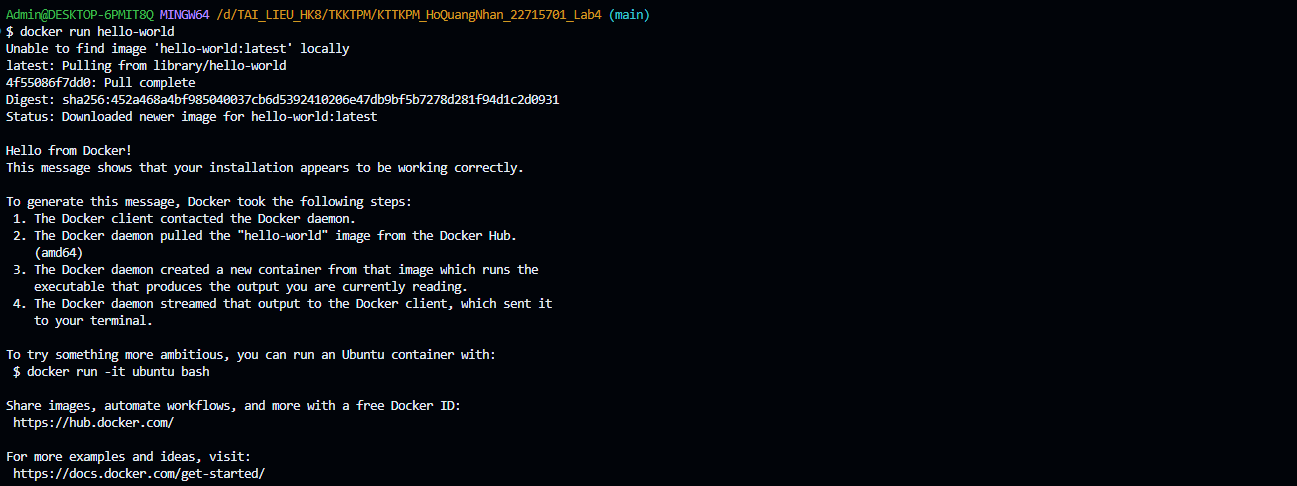 Admin@DESKTOP-6PMIT8Q MINGW64 /d/TAI_LIEU_HK8/TKKTPM/KTTKPM_HoQuangNhan_22715701_Lab4 (main)
$ docker run hello-world
Unable to find image 'hello-world:latest' locally
latest: Pulling from library/hello-world
4f55086f7dd0: Pull complete
Digest: sha256:452a468a4bf985040037cb6d5392410206e47db9bf5b7278d281f94d1c2d0931
Status: Downloaded newer image for hello-world:latest

Hello from Docker!
This message shows that your installation appears to be working correctly.

To generate this message, Docker took the following steps:
 1. The Docker client contacted the Docker daemon.
 2. The Docker daemon pulled the "hello-world" image from the Docker Hub.
    (amd64)
 3. The Docker daemon created a new container from that image which runs the
    executable that produces the output you are currently reading.
 4. The Docker daemon streamed that output to the Docker client, which sent it
    to your terminal.

To try something more ambitious, you can run an Ubuntu container with:
 $ docker run -it ubuntu bash

Share images, automate workflows, and more with a free Docker ID:
 https://hub.docker.com/

For more examples and ideas, visit:
 https://docs.docker.com/get-started/